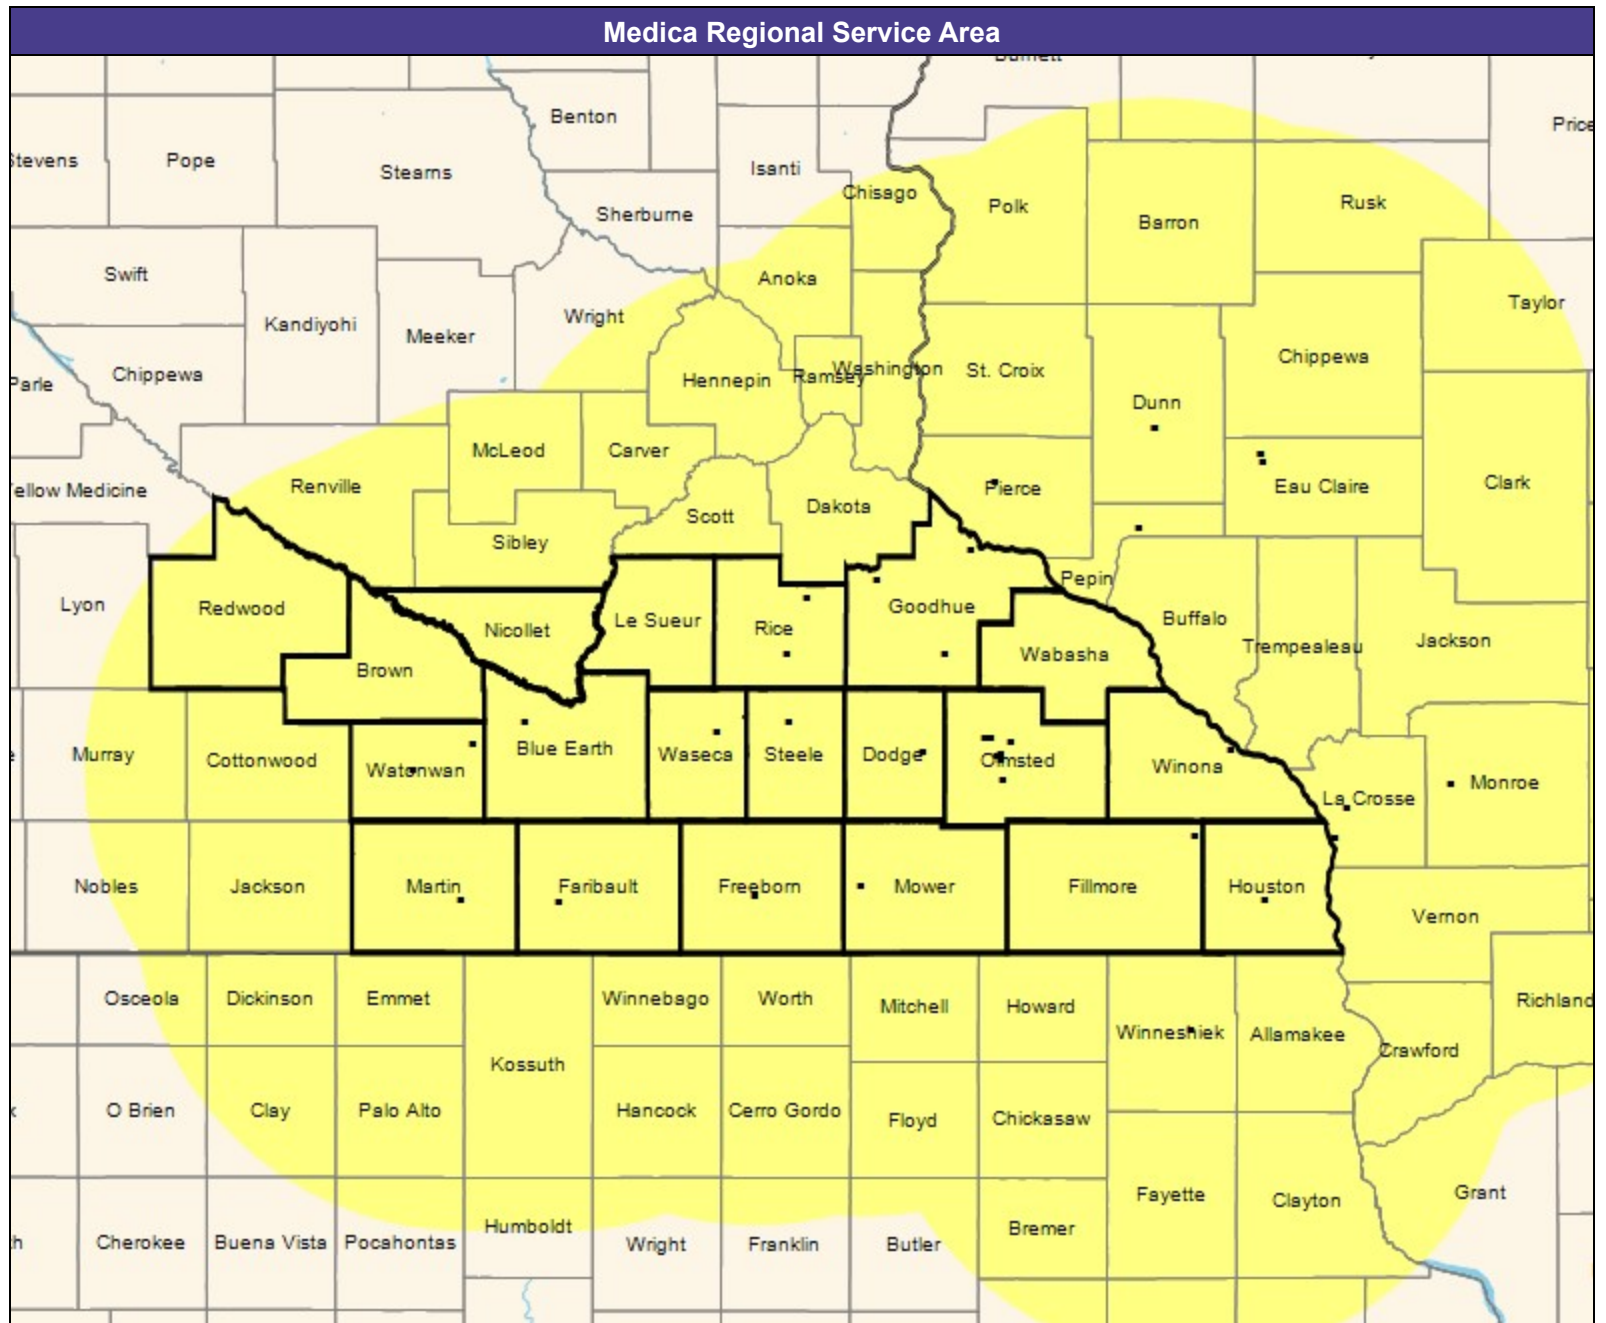 Medica Regional Service Area
Burnett
Benton
Price
Stevens
Pope
Stearns
Isanti
Chisago
Polk
Barron
Rusk
Sherburne
Swift
Anoka
Taylor
Kandiyohi
Meeker
Wright
Chippewa
Parle
Chippewa
Hennepin
Ramsey
Washington
St. Croix
Dunn
McLeod
Carver
Renville
Yellow Medicine
Scott
Dakota
Pierce
Eau Claire
Clark
Sibley
Pepin
Lyon
Redwood
Nicollet
Le Sueur
Rice
Goodhue
Buffalo
Trempealeau
Jackson
Brown
Wabasha
Murray
Cottonwood
Watonwan
Blue Earth
Waseca
Steele
Dodge
Olmsted
Winona
La Crosse
Monroe
Nobles
Jackson
Martin
Faribault
Freeborn
Mower
Fillmore
Houston
Vernon
Osceola
Dickinson
Emmet
Winnebago
Worth
Mitchell
Howard
Winneshiek
Allamakee
Crawford
Richland
Kossuth
O Brien
Clay
Palo Alto
Hancock
Cerro Gordo
Floyd
Chickasaw
Fayette
Clayton
Grant
Cherokee
Buena Vista
Pocahontas
Humboldt
Wright
Franklin
Butler
Bremer